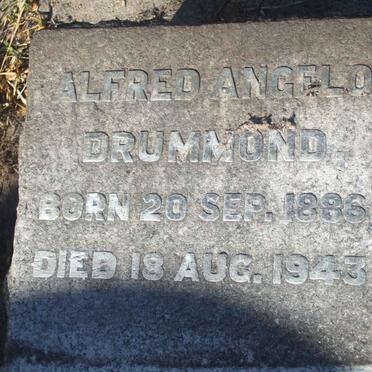 ALFRED ANGELO
DRUMMOND,
BORN 20 SEP. 1886
DIED 18 AUG. 1943